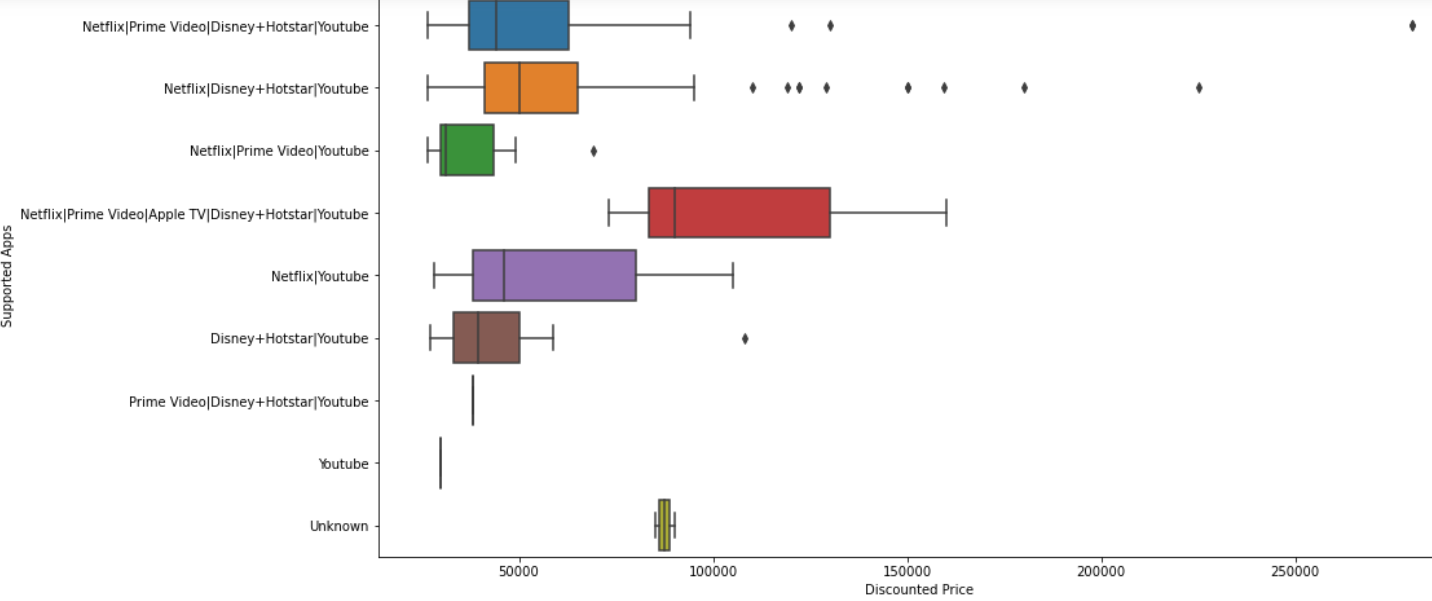 Netflix|Prime Video|Disney+Hotstar|Youtube
Netflix|Disney+Hotstar|Youtube
Netflix|Prime Video|Youtube
Netflix|Prime Video|Apple TV|Disney+Hotstar|Youtube
Netflix|Youtube
Disney+Hotstar|Youtube
Prime Video|Disney+Hotstar|Youtube
Youtube
Unknown
Supported Apps
50000 100000 150000 200000 250000
Discounted Price